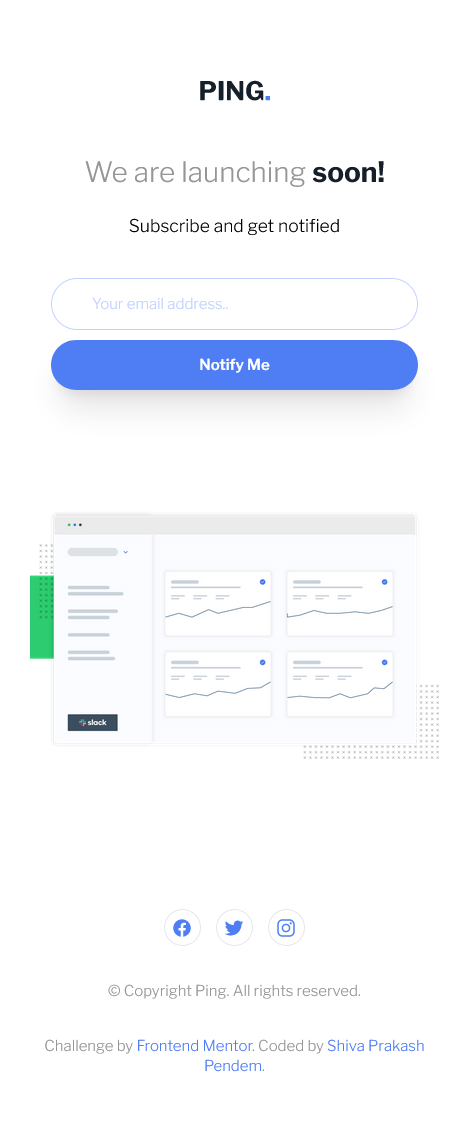 PING.
We are launching soon!
Subscribe and get notified
Your email address..
Notify Me
slack
© Copyright Ping. All rights reserved.
Challenge by Frontend Mentor. Coded by Shiva Prakash
Pendem.